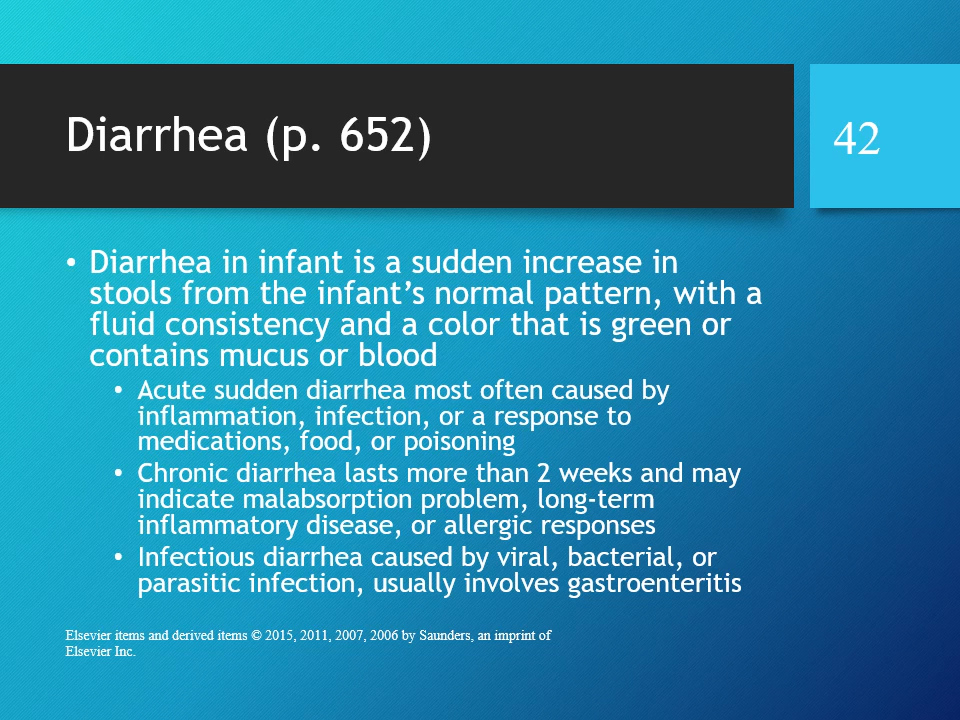 Diarrhea (p. 652)
42
• Diarrhea in infant is a sudden increase in
stools from the infant’s normal pattern, with a
fluid consistency and a color that is green or
contains mucus or blood
• Acute sudden diarrhea most often caused by
inflammation, infection, or a response to
medications, food, or poisoning
• Chronic diarrhea lasts more than 2 weeks and may
indicate malabsorption problem, long-term
inflammatory disease, or allergic responses
• Infectious diarrhea caused by viral, bacterial, or
parasitic infection, usually involves gastroenteritis
Elsevier items and derived items © 2015, 2011, 2007, 2006 by Saunders, an imprint of
Elsevier Inc.